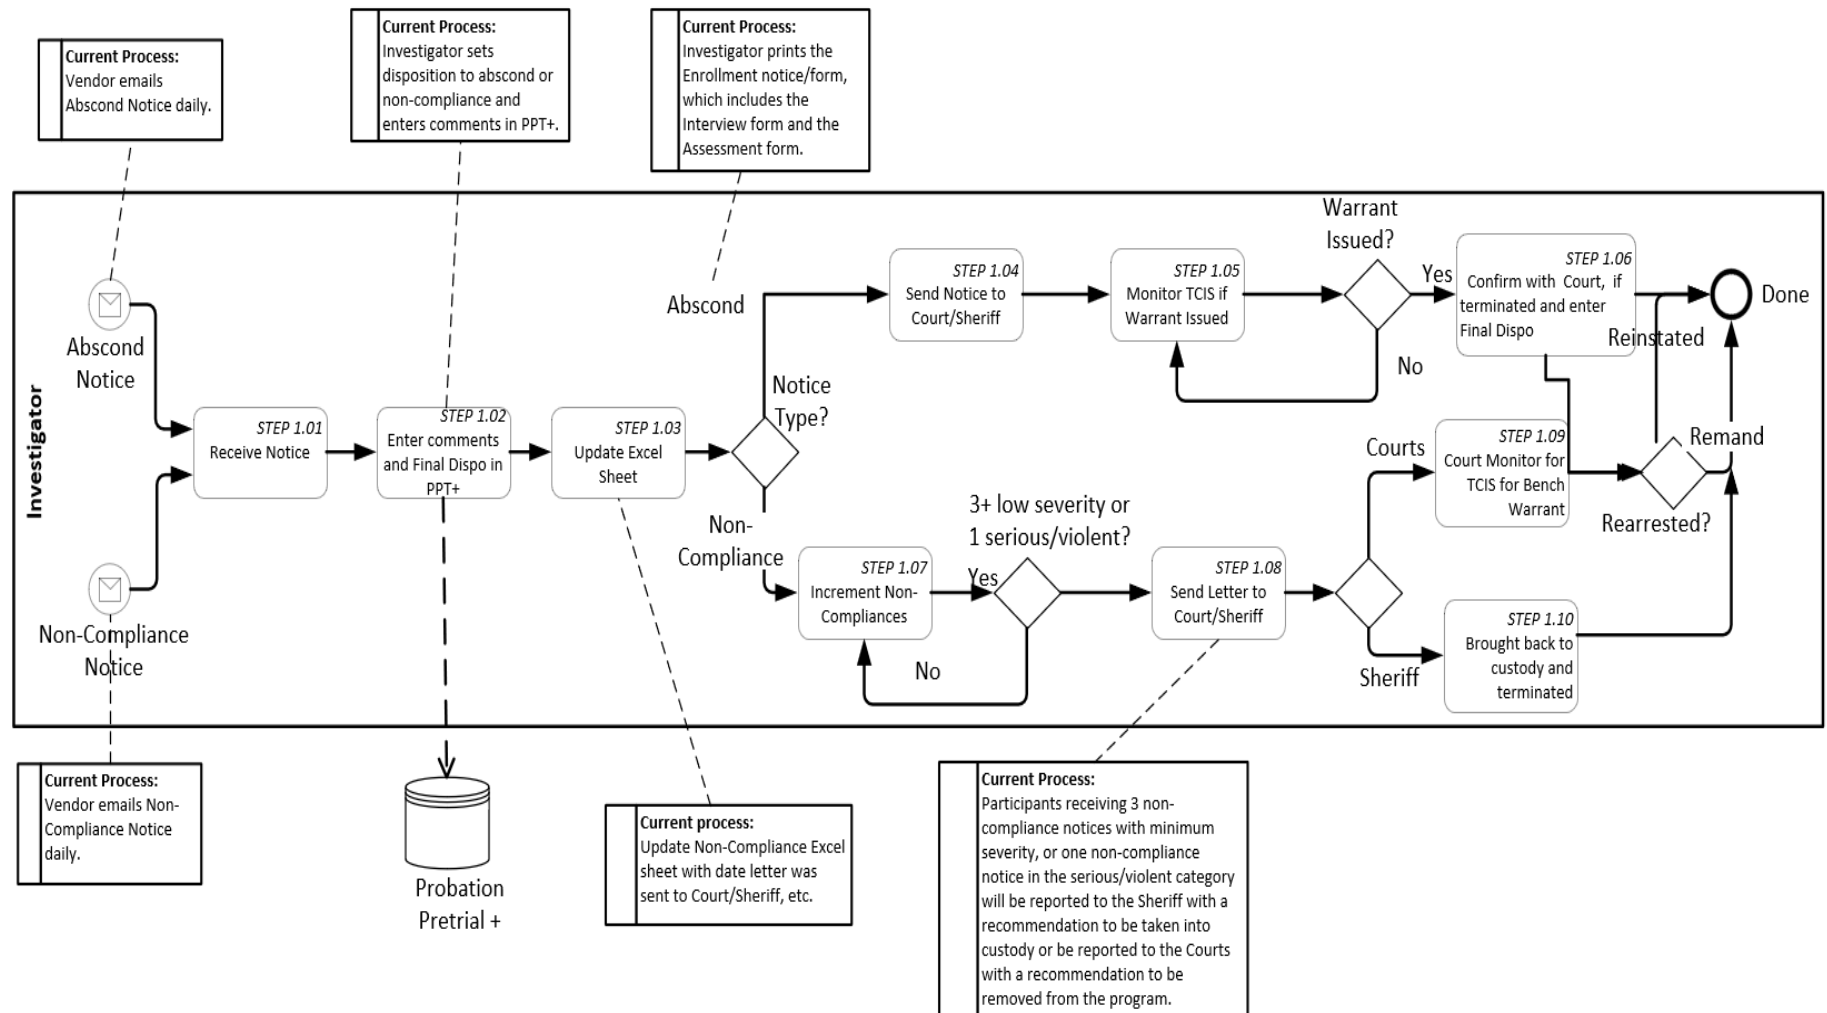 Current Process:
Vendor emails
Abscond Notice daily.
Current Process:
Investigator sets
disposition to abscond or
non-compliance and
enters comments in PPT+.
Current Process:
Investigator prints the
Enrollment notice/form,
which includes the
Interview form and the
Assessment form.
Investigator
Abscond
Notice
Non-Compliance
Notice
STEP 1.01
Receive Notice
STEP 1.02
Enter comments
and Final Dispo in
PPT+
STEP 1.03
Update Excel
Sheet
Notice
Type?
Abscond
STEP 1.04
Send Notice to
Court/Sheriff
STEP 1.05
Monitor TCIS if
Warrant Issued
Warrant
Issued?
Yes
No
STEP 1.06
Confirm with Court, if
terminated and enter
Final Dispo
Reinstated
Done
Non-
Compliance
STEP 1.07
Increment Non-
Compliances
3+ low severity or
1 serious/violent?
Yes
No
STEP 1.08
Send Letter to
Court/Sheriff
Courts
STEP 1.09
Court Monitor for
TCIS for Bench
Warrant
Remand
Rearrested?
Sheriff
STEP 1.10
Brought back to
custody and
terminated
Current Process:
Vendor emails Non-
Compliance Notice
daily.
Probation
Pretrial +
Current process:
Update Non-Compliance Excel
sheet with date letter was
sent to Court/Sheriff, etc.
Current Process:
Participants receiving 3 non-
compliance notices with minimum
severity, or one non-compliance
notice in the serious/violent category
will be reported to the Sheriff with a
recommendation to be taken into
custody or be reported to the Courts
with a recommendation to be
removed from the program.